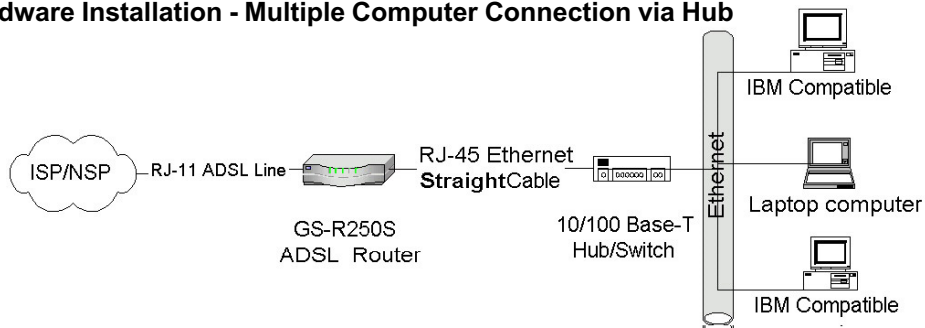 dware Installation - Multiple Computer Connection via Hub
IBM Compatible
ISP/NSP
RJ-11 ADSL Line
RJ-45 Ethernet
StraightCable
GS-R250S
ADSL Router
10/100 Base-T
Hub/Switch
Ethernet
Laptop computer
IBM Compatible